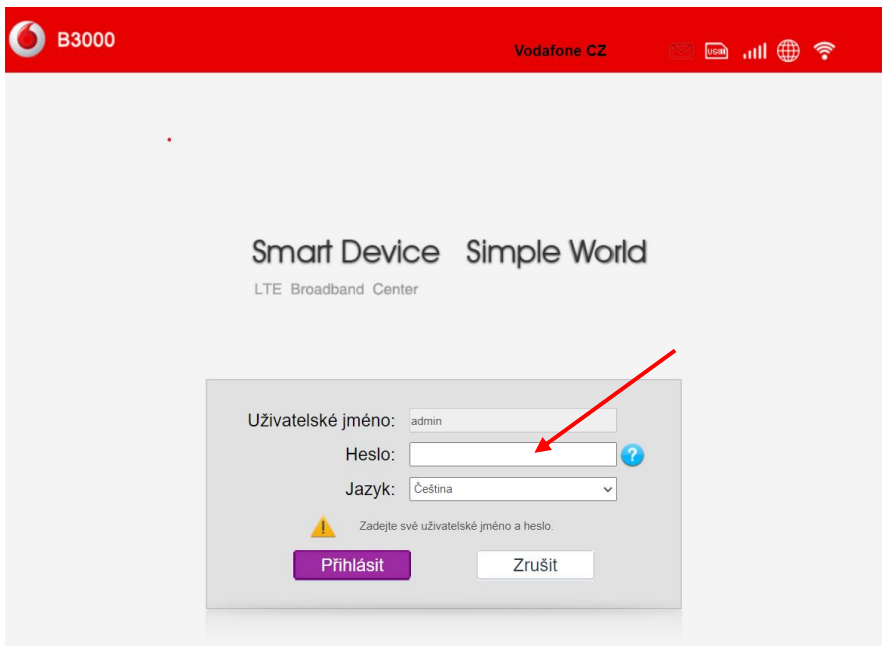 B3000
Vodafone CZ
USIM
Smart Device Simple World
LTE Broadband Center
Uživatelské jméno: admin
Heslo:
?
Jazyk: Čeština
Zadejte své uživatelské jméno a heslo.
Přihlásit Zrušit